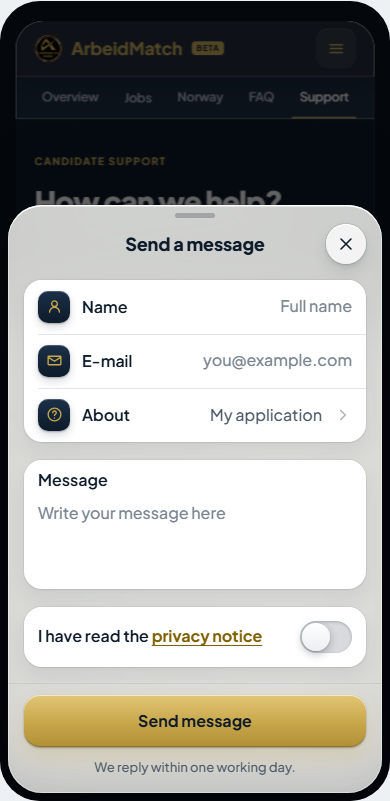 ArbeidMatch BETA
Overview Jobs Norway FAQ Support
CANDIDATE SUPPORT
How can we help?
Send a message
Name Full name
E-mail you@example.com
About My application
Message
Write your message here
I have read the privacy notice
Send message
We reply within one working day.